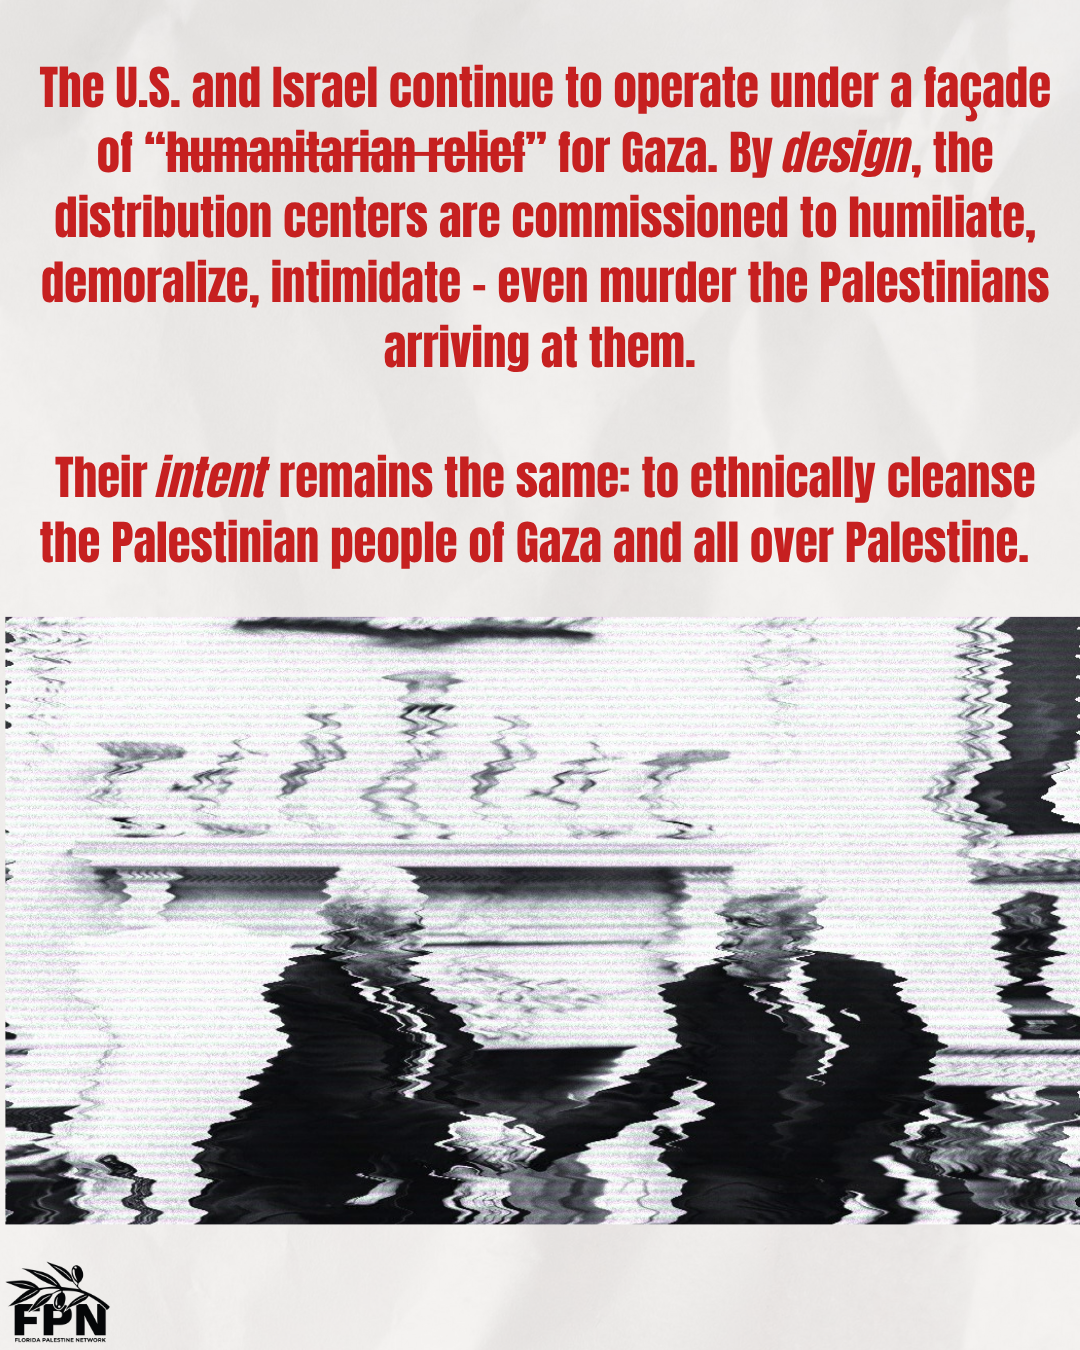 The U.S. and Israel continue to operate under a façade
of “humanitarian relief” for Gaza. By design, the
distribution centers are commissioned to humiliate,
demoralize, intimidate - even murder the Palestinians
arriving at them.
Their intent remains the same: to ethnically cleanse
the Palestinian people of Gaza and all over Palestine.
FPN
FLORIDA PALESTINE NETWORK